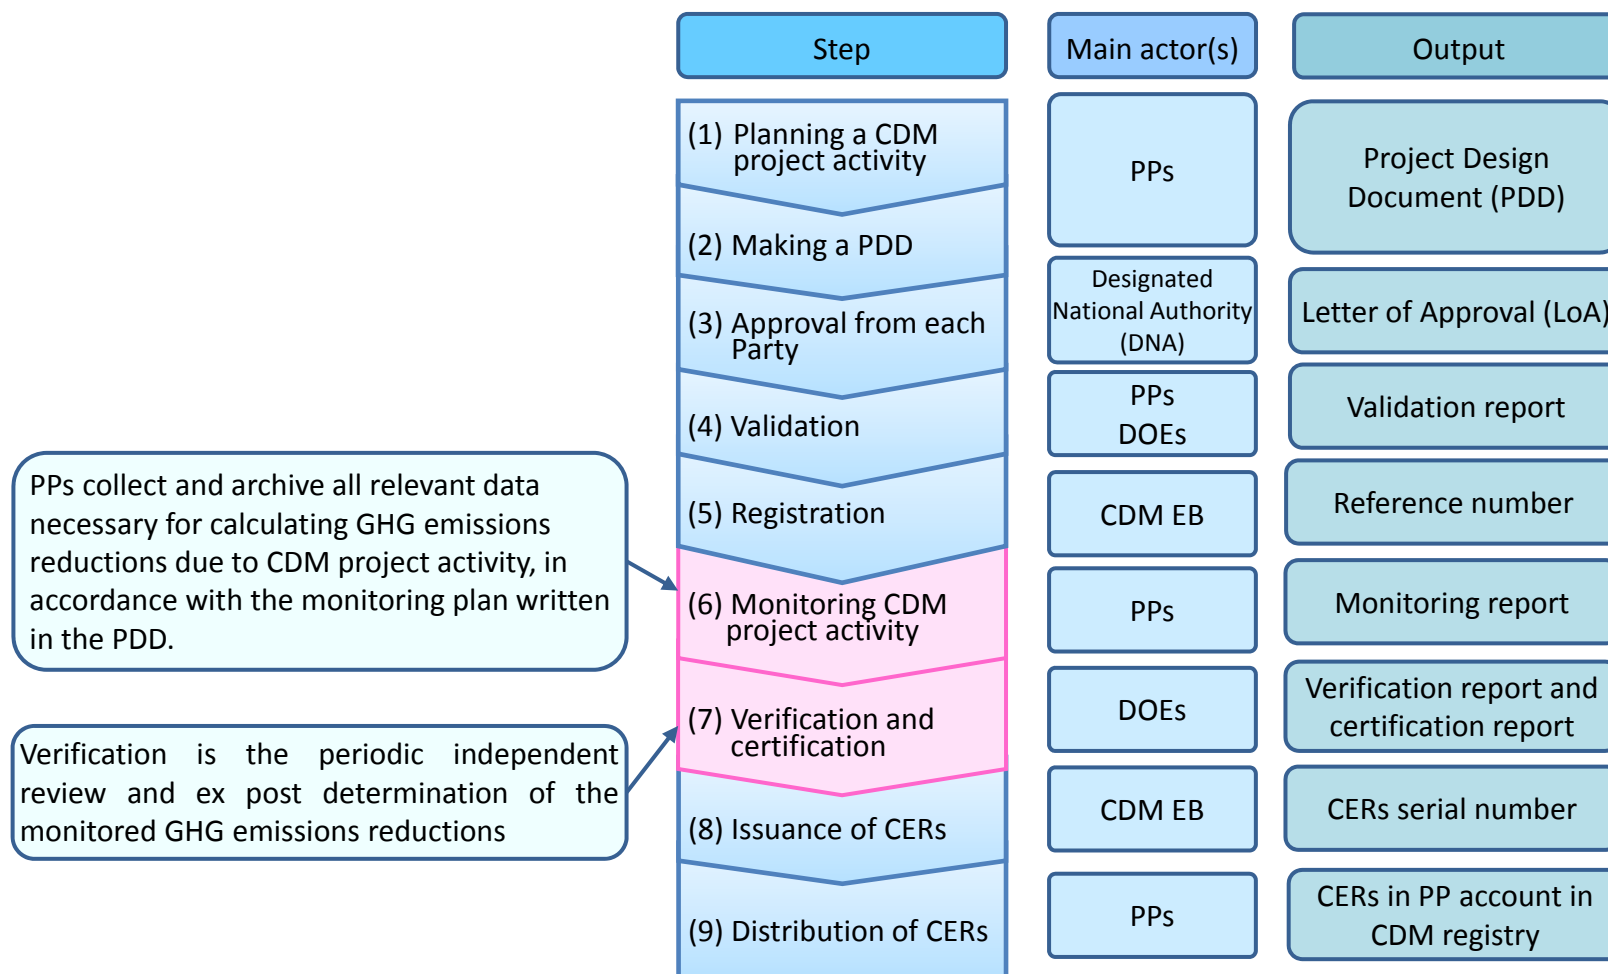 Step
Main actor(s)
Output
(1) Planning a CDM
project activity
PPs
Project Design
Document (PDD)
(2) Making a PDD
(3) Approval from each
Party
Designated
National Authority
(DNA)
Letter of Approval (LoA)
(4) Validation
PPs
DOEs
Validation report
PPs collect and archive all relevant data
necessary for calculating GHG emissions
reductions due to CDM project activity, in
accordance with the monitoring plan written
in the PDD.
(5) Registration
CDM EB
Reference number
(6) Monitoring CDM
project activity
PPs
Monitoring report
Verification is the periodic independent
review and ex post determination of the
monitored GHG emissions reductions
(7) Verification and
certification
DOEs
Verification report and
certification report
(8) Issuance of CERs
CDM EB
CERs serial number
(9) Distribution of CERs
PPs
CERs in PP account in
CDM registry